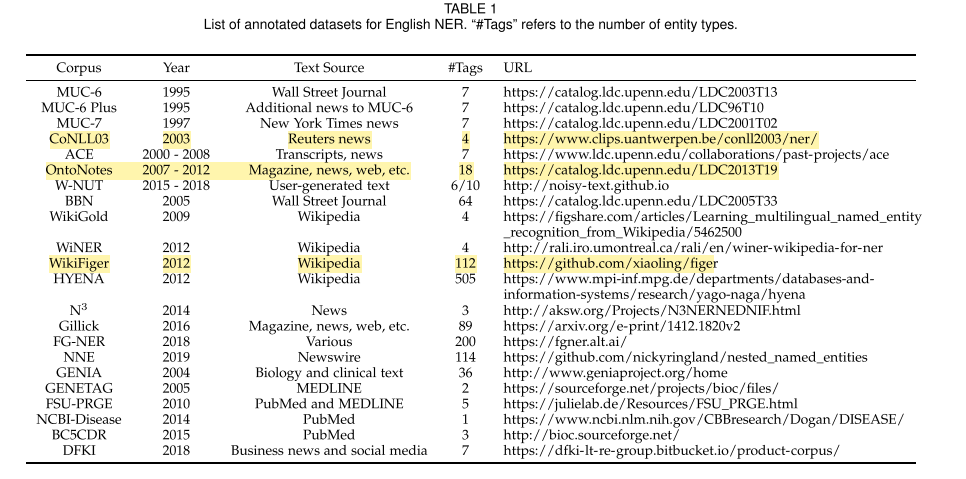 TABLE 1
List of annotated datasets for English NER. “#Tags” refers to the number of entity types.
Corpus Year Text Source #Tags URL
MUC-6 1995 Wall Street Journal 7 https://catalog.ldc.upenn.edu/LDC2003T13
MUC-6 Plus 1995 Additional news to MUC-6 7 https://catalog.ldc.upenn.edu/LDC96T10
MUC-7 1997 New York Times news 7 https://catalog.ldc.upenn.edu/LDC2001T02
CoNLL03 2003 Reuters news 4 https://www.clips.uantwerpen.be/conll2003/ner/
ACE 2000 - 2008 Transcripts, news 7 https://www.ldc.upenn.edu/collaborations/past-projects/ace
OntoNotes 2007 - 2012 Magazine, news, web, etc. 18 https://catalog.ldc.upenn.edu/LDC2013T19
W-NUT 2015 - 2018 User-generated text 6/10 http://noisy-text.github.io
BBN 2005 Wall Street Journal 64 https://catalog.ldc.upenn.edu/LDC2005T33
WikiGold 2009 Wikipedia 4 https://figshare.com/articles/Learning_multilingual_named_entity
_recognition_from_Wikipedia/5462500
WiNER 2012 Wikipedia 4 http://rali.iro.umontreal.ca/rali/en/winer-wikipedia-for-ner
WikiFiger 2012 Wikipedia 112 https://github.com/xiaoling/figer
HYENA 2012 Wikipedia 505 https://www.mpi-inf.mpg.de/departments/databases-and-
information-systems/research/yago-naga/hyena
N³ 2014 News 3 http://aksw.org/Projects/N3NERNEDNIF.html
Gillick 2016 Magazine, news, web, etc. 89 https://arxiv.org/e-print/1412.1820v2
FG-NER 2018 Various 200 https://fgner.alt.ai/
NNE 2019 Newswire 114 https://github.com/nickyringland/nested_named_entities
GENIA 2004 Biology and clinical text 36 http://www.geniaproject.org/home
GENETAG 2005 MEDLINE 2 https://sourceforge.net/projects/bioc/files/
FSU-PRGE 2010 PubMed and MEDLINE 5 https://julielab.de/Resources/FSU_PRGE.html
NCBI-Disease 2014 PubMed 1 https://www.ncbi.nlm.nih.gov/CBBresearch/Dogan/DISEASE/
BC5CDR 2015 PubMed 3 http://bioc.sourceforge.net/
DFKI 2018 Business news and social media 7 https://dfki-lt-re-group.bitbucket.io/product-corpus/